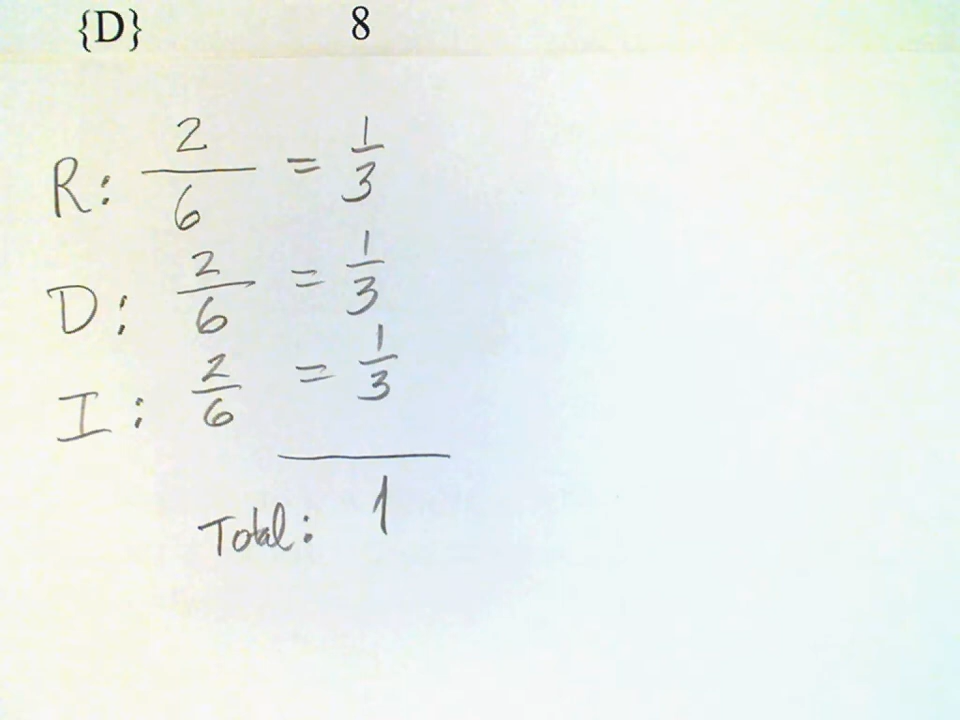 {D} 8
R: 2/6 = 1/3
D: 2/6 = 1/3
I: 2/6 = 1/3
Total: 1